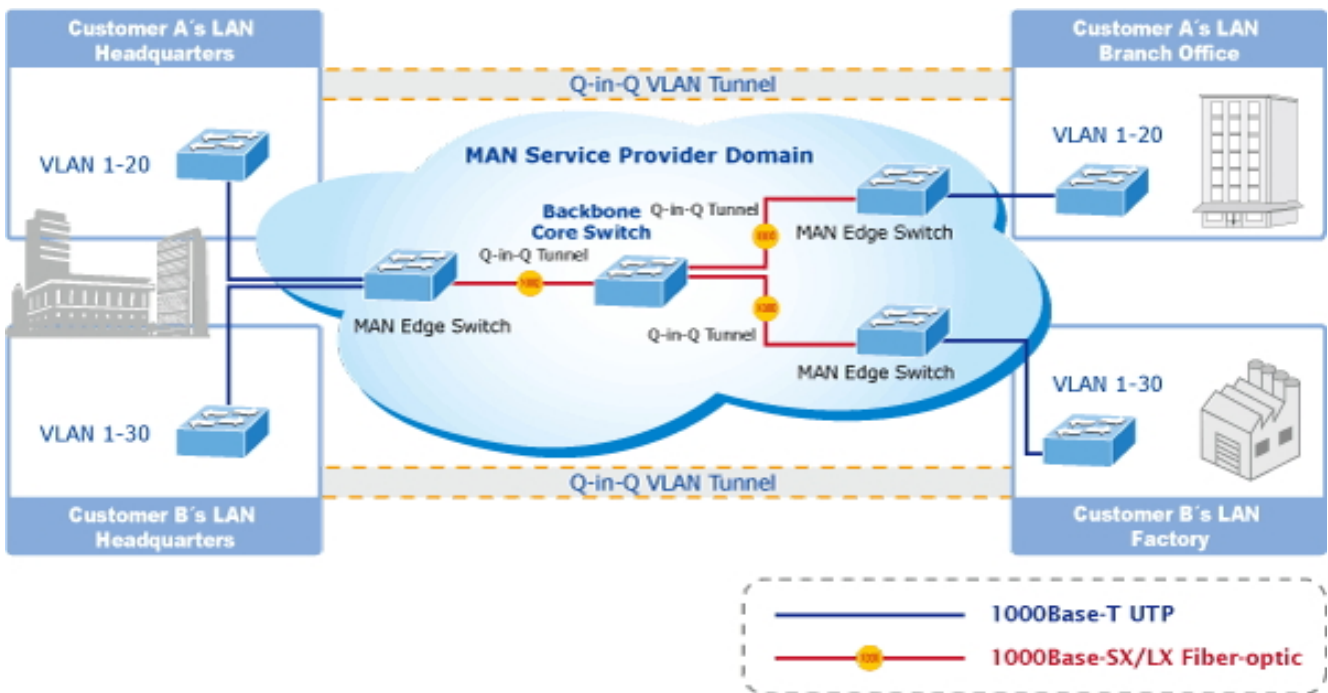 Customer A´s LAN
Headquarters
Customer A´s LAN
Branch Office
Q-in-Q VLAN Tunnel
VLAN 1-20
MAN Service Provider Domain
VLAN 1-20
Backbone
Core Switch
Q-in-Q Tunnel
MAN Edge Switch
Q-in-Q Tunnel
MAN Edge Switch
Q-in-Q Tunnel
MAN Edge Switch
VLAN 1-30
VLAN 1-30
Q-in-Q VLAN Tunnel
Customer B´s LAN
Headquarters
Customer B´s LAN
Factory
1000Base-T UTP
1000Base-SX/LX Fiber-optic